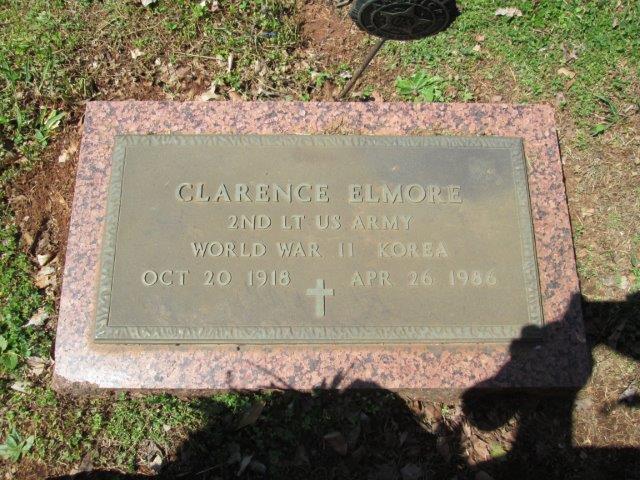 CLARENCE ELMORE
2ND LT US ARMY
WORLD WAR II KOREA
OCT 20 1918 APR 26 1986